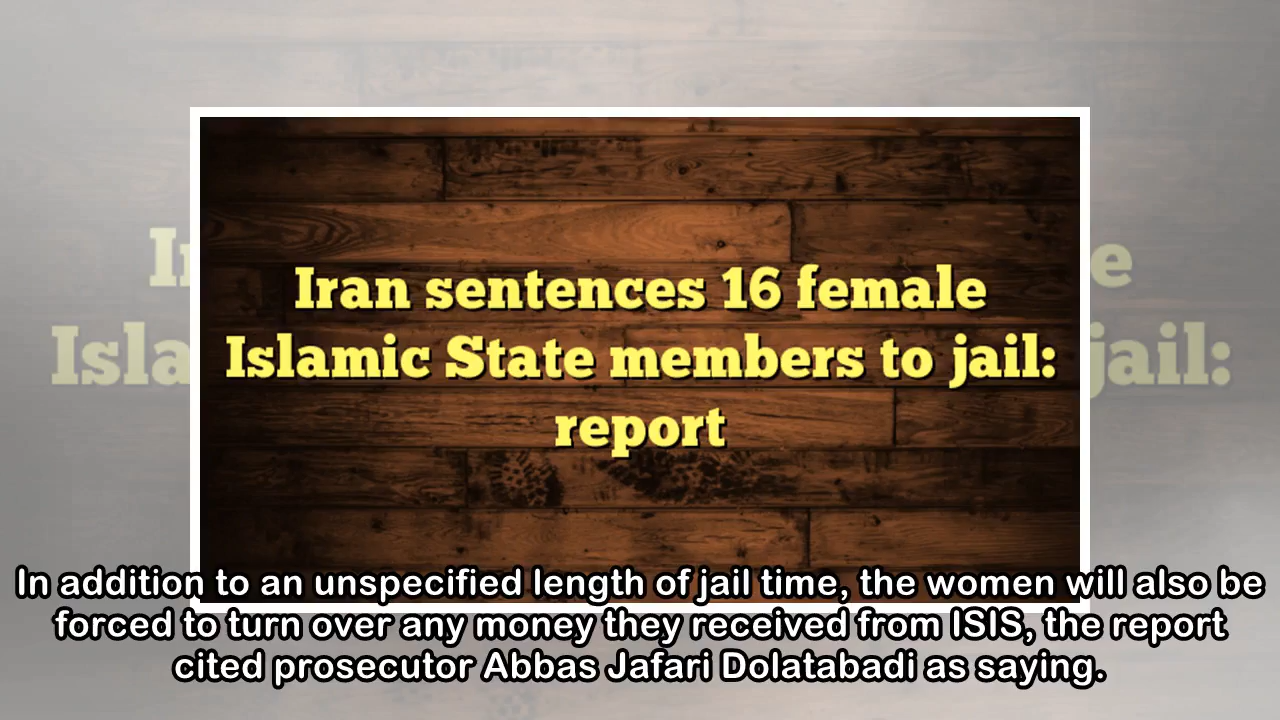 Iran sentences 16 female
Islamic State members to jail:
report
In addition to an unspecified length of jail time, the women will also be
forced to turn over any money they received from ISIS, the report
cited prosecutor Abbas Jafari Dolatabadi as saying.